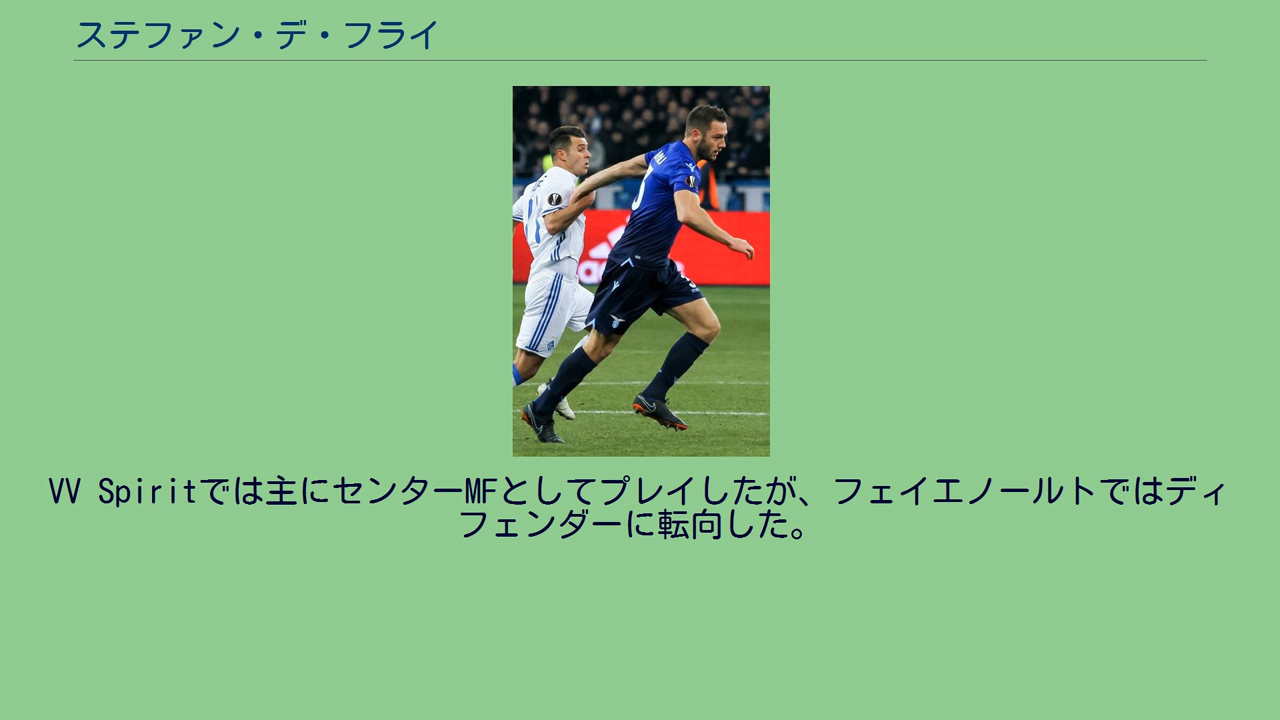 ステファン・デ・フライ
VV Spiritでは主にセンターMFとしてプレイしたが、フェイエノールトではディ
フェンダーに転向した。